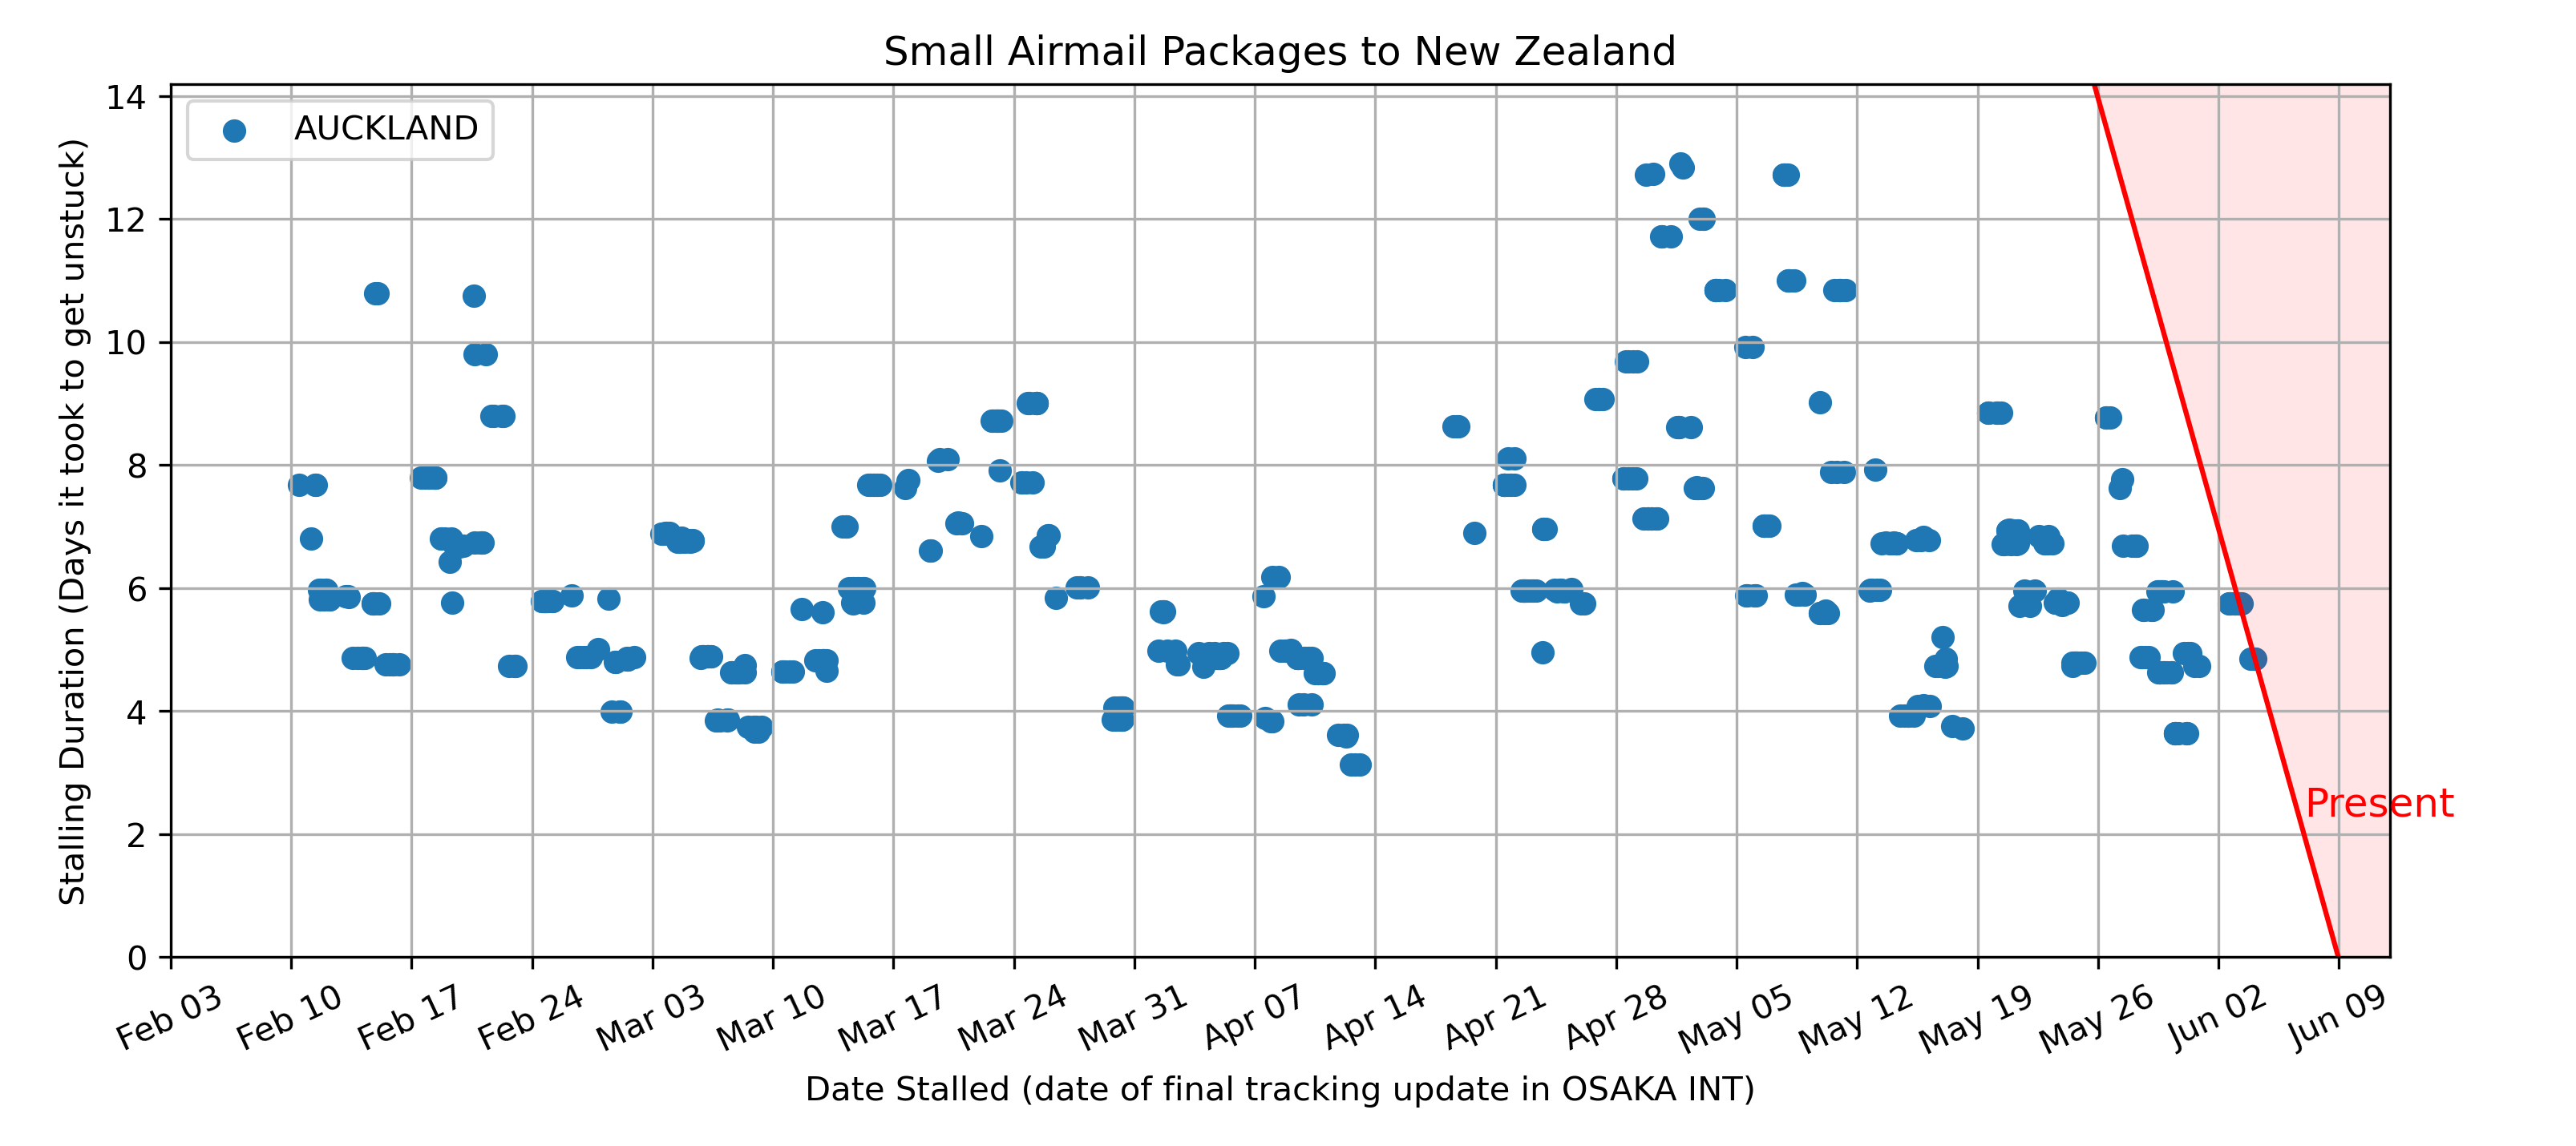 Small Airmail Packages to New Zealand
AUCKLAND
Stalling Duration (Days it took to get unstuck)
14
12
10
8
6
4
2
0
Present
Feb 03
Feb 10
Feb 17
Feb 24
Mar 03
Mar 10
Mar 17
Mar 24
Mar 31
Apr 07
Apr 14
Apr 21
Apr 28
May 05
May 12
May 19
May 26
Jun 02
Jun 09
Date Stalled (date of final tracking update in OSAKA INT)